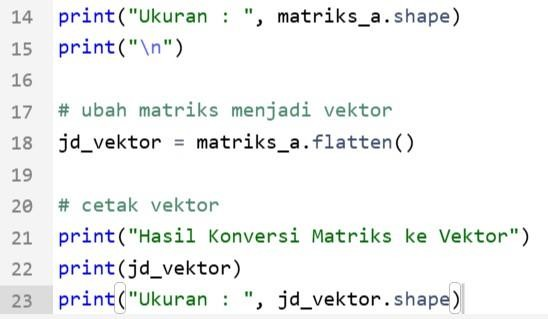 14 print("Ukuran : ", matriks_a.shape)
15 print("\n")
16
17 # ubah matriks menjadi vektor
18 jd_vektor = matriks_a.flatten()
19
20 # cetak vektor
21 print("Hasil Konversi Matriks ke Vektor")
22 print(jd_vektor)
23 print("Ukuran : ", jd_vektor.shape)